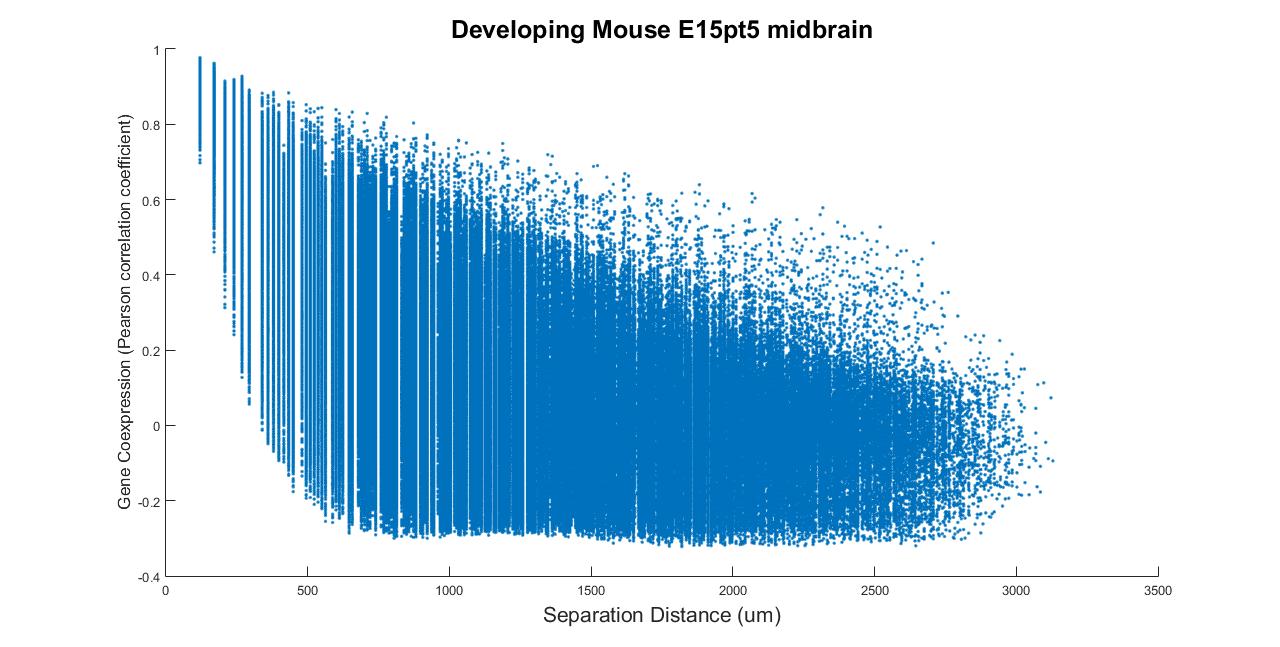 Developing Mouse E15pt5 midbrain
Gene Coexpression (Pearson correlation coefficient)
1
0.8
0.6
0.4
0.2
0
-0.2
-0.4
0 500 1000 1500 2000 2500 3000 3500
Separation Distance (um)